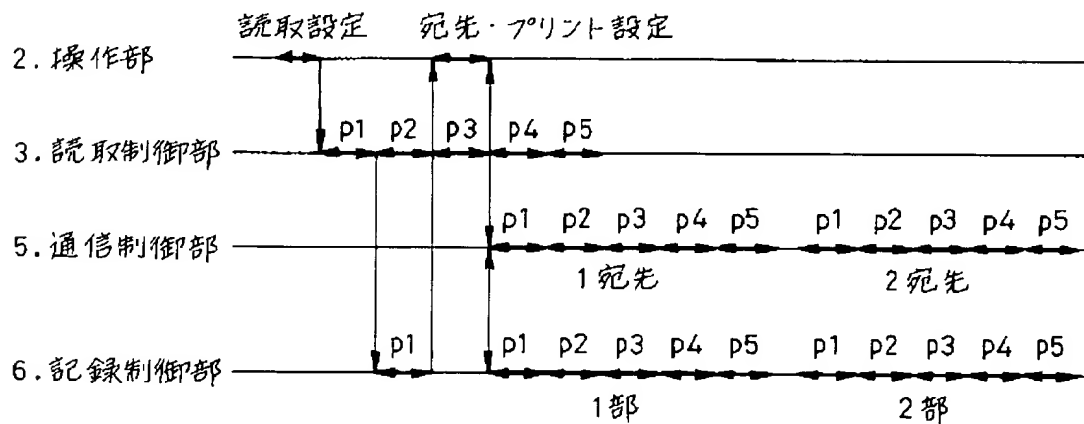 読取設定 宛先・プリント設定
2.操作部
p1 p2 p3 p4 p5
3.読取制御部
p1 p2 p3 p4 p5 p1 p2 p3 p4 p5
5.通信制御部
1宛先 2宛先
p1 p1 p2 p3 p4 p5 p1 p2 p3 p4 p5
6.記録制御部
1部 2部